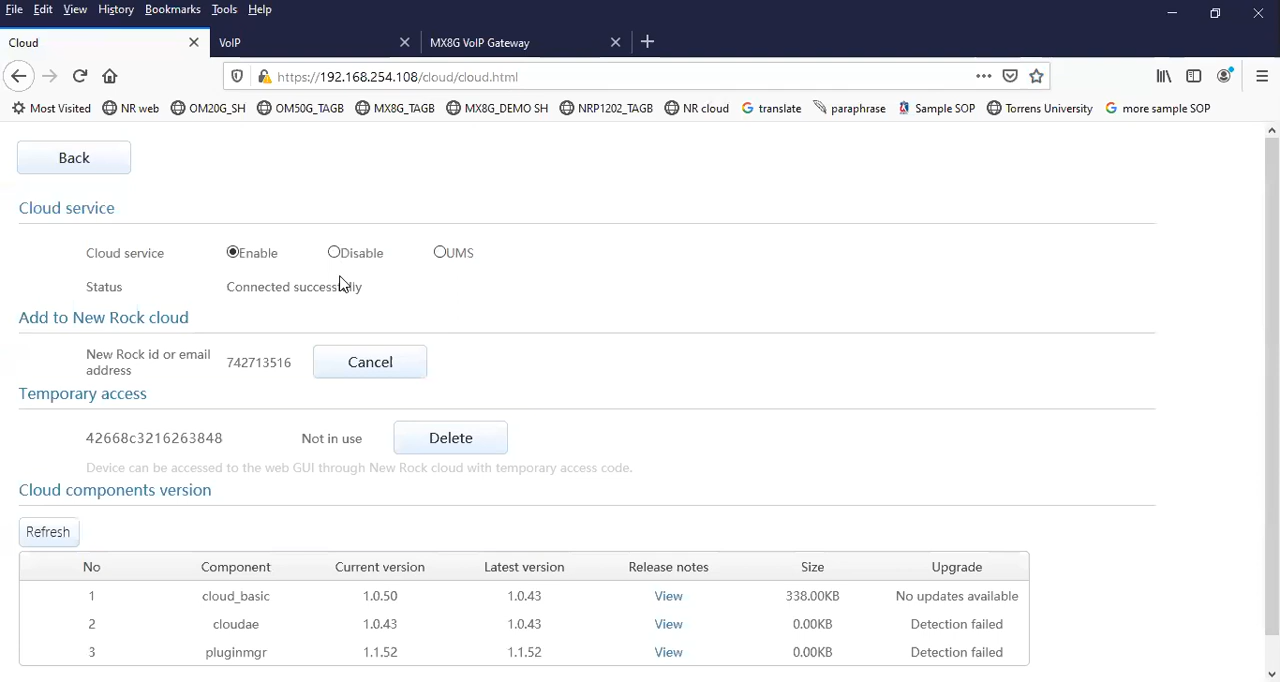 File Edit View History Bookmarks Tools Help
Cloud VoIP MX8G VoIP Gateway
https://192.168.254.108/cloud/cloud.html
Most Visited NR web OM20G_SH OM50G_TAGB MX8G_TAGB MX8G_DEMO SH NRP1202_TAGB NR cloud translate paraphrase Sample SOP Torrens University more sample SOP
Back
Cloud service
Cloud service Enable Disable UMS
Status Connected successfully
Add to New Rock cloud
New Rock id or email
address 742713516 Cancel
Temporary access
42668c3216263848 Not in use Delete
Device can be accessed to the web GUI through New Rock cloud with temporary access code.
Cloud components version
Refresh
No Component Current version Latest version Release notes Size Upgrade
1 cloud_basic 1.0.50 1.0.43 View 338.00KB No updates available
2 cloudae 1.0.43 1.0.43 View 0.00KB Detection failed
3 pluginmgr 1.1.52 1.1.52 View 0.00KB Detection failed